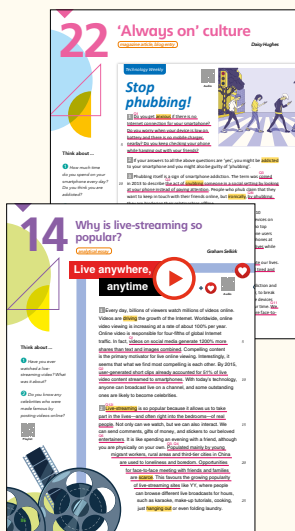 22
'Always on' culture
magazine article, blog entry
Daisy Hughes
Technology Weekly
Stop
phubbing!
Think about ...
1 How much time
do you spend on your
smartphone every day?
Do you think you are
addicted?
1 Do you get anxious if there is no
Internet connection for your smartphone?
Do you worry when your device is low on
battery and there is no mobile charger
nearby? Do you keep checking your phone
while hanging out with your friends?
2 If your answers to all the above questions are 'yes', you might be addicted
to your smartphone and you might also be guilty of 'phubbing'.
3 Phubbing itself is a sign of smartphone addiction. The term was coined
in 2013 to describe the act of snubbing someone in a social setting by looking
at your phone instead of paying attention. People who phub claim that they
want to keep in touch with their friends online, but ironically, by phubbing,
14
Why is live-streaming so
popular?
analytical essay
Graham Sellick
Live anywhere,
anytime
Think about...
1 Have you ever
watched a live-
streaming video? What
was it about?
2 Do you know any
celebrities who were
made famous by
posting videos online?
1 Every day, billions of viewers watch millions of online videos.
Videos are driving the growth of the Internet. Worldwide, online
video viewing is increasing at a rate of about 100% per year.
Online video is responsible for four-fifths of global Internet
traffic. In fact, videos on social media generate 1200% more
shares than text and images combined. Compelling content
is the primary motivator for live online viewing. Interestingly, it
seems that what we find most compelling is each other. By 2015,
user-generated short clips already accounted for 51% of live
video content streamed to smartphones. With today's technology,
anyone can broadcast live on a channel, and some outstanding
ones are likely to become celebrities.
2 Live-streaming is so popular because it allows us to take
part in the lives—and often right into the bedrooms—of real
people. Not only can we watch, but we can also interact. We
can send comments, gifts of money, and stickers to our beloved
entertainers. It is like spending an evening with a friend, although
you are physically on your own. Populated mainly by young
migrant workers, rural areas and third-tier cities in China
are used to loneliness and boredom. Opportunities
for face-to-face meeting with friends and families
are scarce. This favours the growing popularity
of live-streaming sites like YY, where people
can browse different live broadcasts for hours,
such as karaoke, make-up tutorials, cooking,
just hanging out or even folding laundry.